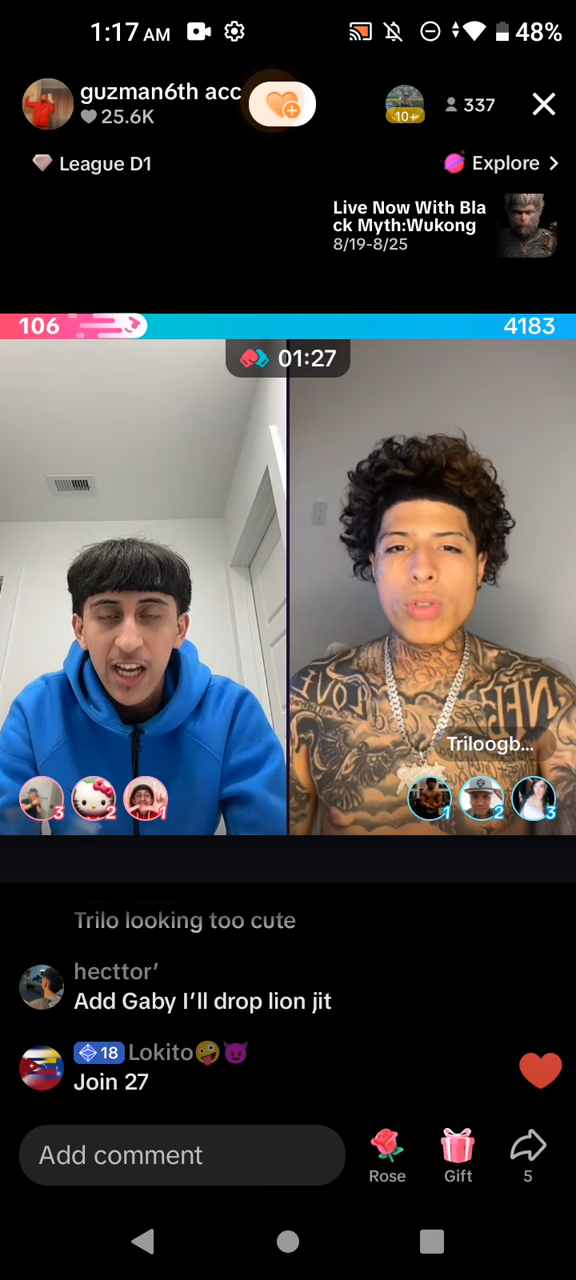 1:17 AM 48%
guzman6th acc
25.6K
10+
337
League D1
Explore >
Live Now With Bla
ck Myth:Wukong
8/19-8/25
106
4183
01:27
LOVE
Triloogb...
3
2
1
1
2
3
Trilo looking too cute
hecttor’
Add Gaby I’ll drop lion jit
18 Lokito🤪😈
Join 27
Add comment
Rose
Gift
5